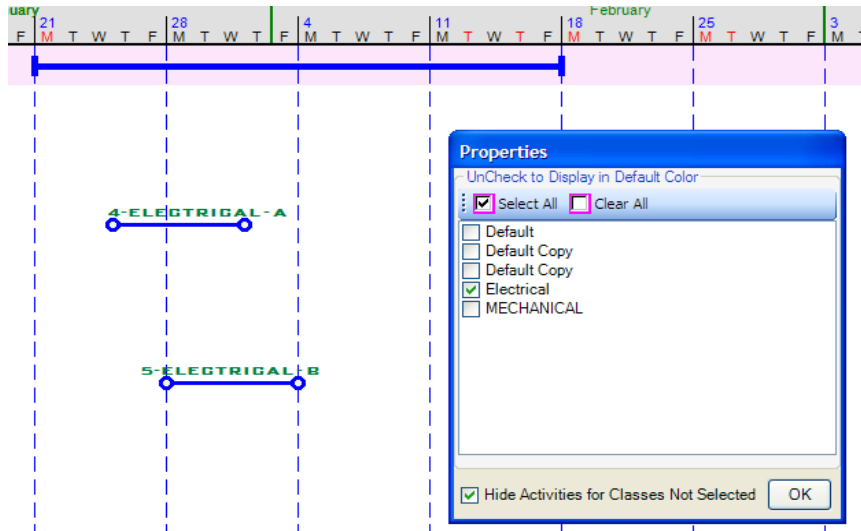 uary February
21 28 4 11 18 25 3
F M T W T F M T W T F M T W T F M T W T F M T W T F M T W T F M
4-ELECTRICAL-A
5-ELECTRICAL-B
Properties
UnCheck to Display in Default Color
Select All Clear All
Default
Default Copy
Default Copy
Electrical
MECHANICAL
Hide Activities for Classes Not Selected OK